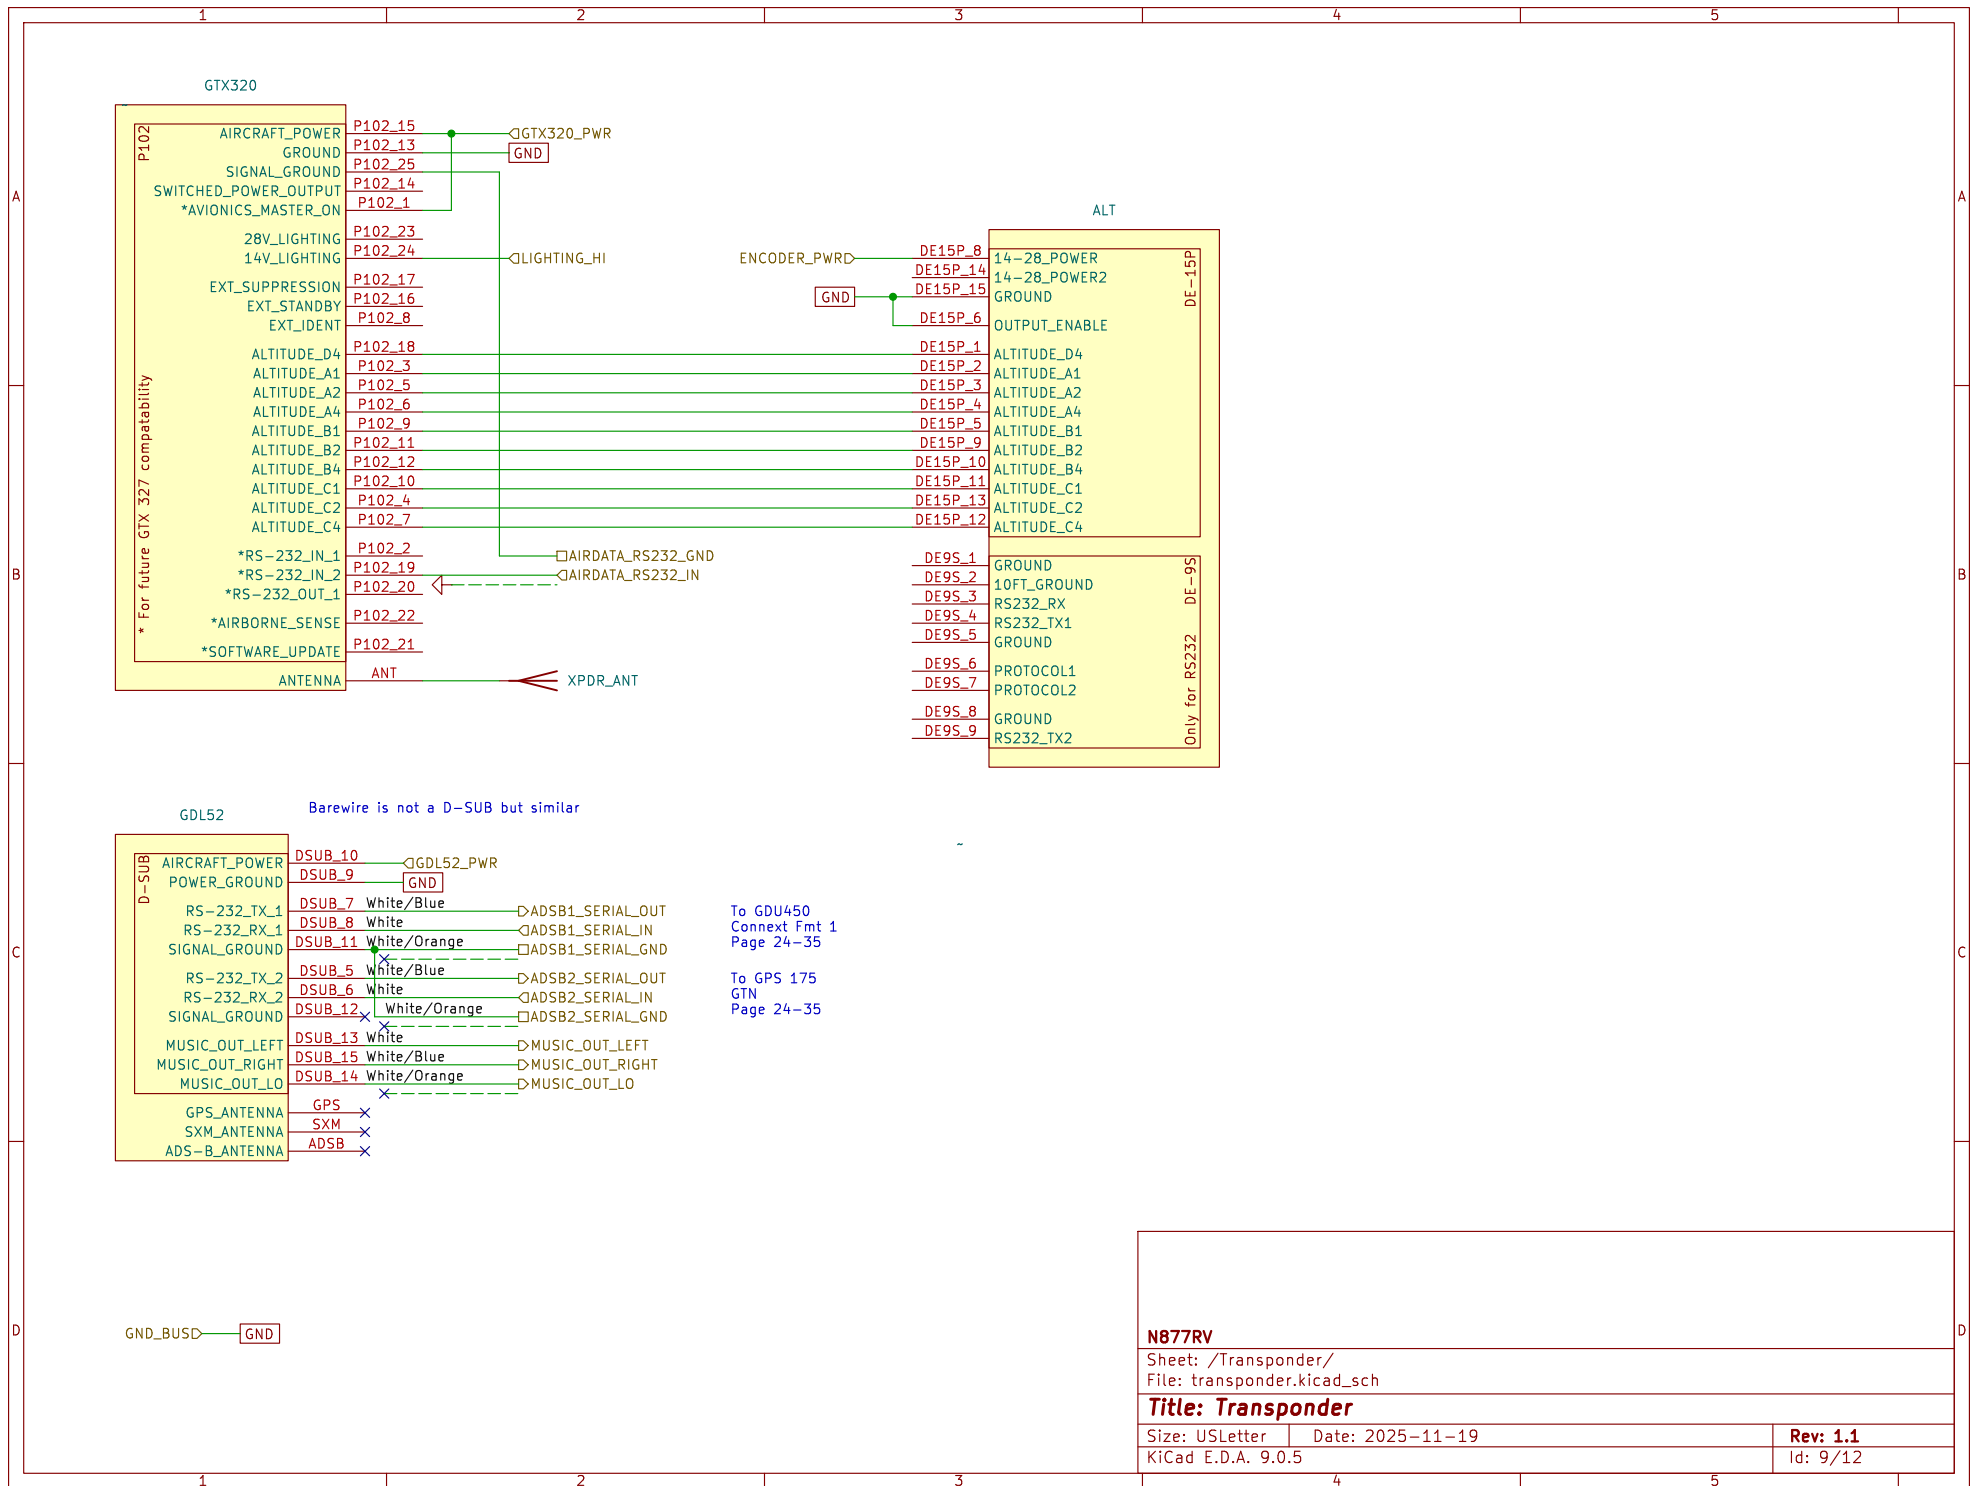 1 2 3 4 5
A
B
C
D
GTX320
~
P102
* For future GTX 327 compatability
AIRCRAFT_POWER P102_15 GTX320_PWR
GROUND P102_13 GND
SIGNAL_GROUND P102_25
SWITCHED_POWER_OUTPUT P102_14
*AVIONICS_MASTER_ON P102_1
28V_LIGHTING P102_23
14V_LIGHTING P102_24 LIGHTING_HI
EXT_SUPPRESSION P102_17
EXT_STANDBY P102_16
EXT_IDENT P102_8
ALTITUDE_D4 P102_18
ALTITUDE_A1 P102_3
ALTITUDE_A2 P102_5
ALTITUDE_A4 P102_6
ALTITUDE_B1 P102_9
ALTITUDE_B2 P102_11
ALTITUDE_B4 P102_12
ALTITUDE_C1 P102_10
ALTITUDE_C2 P102_4
ALTITUDE_C4 P102_7
*RS-232_IN_1 P102_2 AIRDATA_RS232_GND
*RS-232_IN_2 P102_19 AIRDATA_RS232_IN
*RS-232_OUT_1 P102_20
*AIRBORNE_SENSE P102_22
*SOFTWARE_UPDATE P102_21
ANTENNA ANT XPDR_ANT
ALT
DE-15P
ENCODER_PWR DE15P_8 14-28_POWER
DE15P_14 14-28_POWER2
GND DE15P_15 GROUND
DE15P_6 OUTPUT_ENABLE
DE15P_1 ALTITUDE_D4
DE15P_2 ALTITUDE_A1
DE15P_3 ALTITUDE_A2
DE15P_4 ALTITUDE_A4
DE15P_5 ALTITUDE_B1
DE15P_9 ALTITUDE_B2
DE15P_10 ALTITUDE_B4
DE15P_11 ALTITUDE_C1
DE15P_13 ALTITUDE_C2
DE15P_12 ALTITUDE_C4
DE-9S
Only for RS232
DE9S_1 GROUND
DE9S_2 10FT_GROUND
DE9S_3 RS232_RX
DE9S_4 RS232_TX1
DE9S_5 GROUND
DE9S_6 PROTOCOL1
DE9S_7 PROTOCOL2
DE9S_8 GROUND
DE9S_9 RS232_TX2
Barewire is not a D-SUB but similar
GDL52
~
D-SUB
AIRCRAFT_POWER DSUB_10 GDL52_PWR
POWER_GROUND DSUB_9 GND
RS-232_TX_1 DSUB_7 White/Blue ADSB1_SERIAL_OUT
RS-232_RX_1 DSUB_8 White ADSB1_SERIAL_IN
SIGNAL_GROUND DSUB_11 White/Orange ADSB1_SERIAL_GND
RS-232_TX_2 DSUB_5 White/Blue ADSB2_SERIAL_OUT
RS-232_RX_2 DSUB_6 White ADSB2_SERIAL_IN
SIGNAL_GROUND DSUB_12 White/Orange ADSB2_SERIAL_GND
MUSIC_OUT_LEFT DSUB_13 White MUSIC_OUT_LEFT
MUSIC_OUT_RIGHT DSUB_15 White/Blue MUSIC_OUT_RIGHT
MUSIC_OUT_LO DSUB_14 White/Orange MUSIC_OUT_LO
GPS_ANTENNA GPS
SXM_ANTENNA SXM
ADS-B_ANTENNA ADSB
To GDU450
Connext Fmt 1
Page 24-35
To GPS 175
GTN
Page 24-35
GND_BUS GND
N877RV
Sheet: /Transponder/
File: transponder.kicad_sch
Title: Transponder
Size: USLetter Date: 2025-11-19 Rev: 1.1
KiCad E.D.A. 9.0.5 Id: 9/12
A
B
C
D
1 2 3 4 5